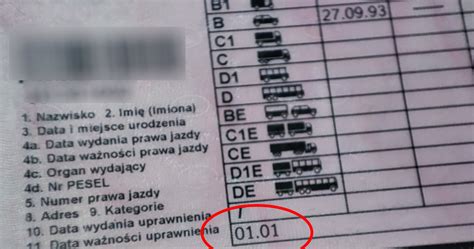 B1
B 27.09.93
C1
C
D1
D
BE
C1E
CE
D1E
DE
1. Nazwisko 2. Imię (Imiona)
3. Data i miejsce urodzenia
4a. Data wydania prawa jazdy
4b. Data ważności prawa jazdy
4c. Organ wydający
4d. Nr PESEL
5. Numer prawa jazdy
8. Adres 9. Kategorie
10. Data wydania uprawnienia
11. Data ważności uprawnienia
01.01